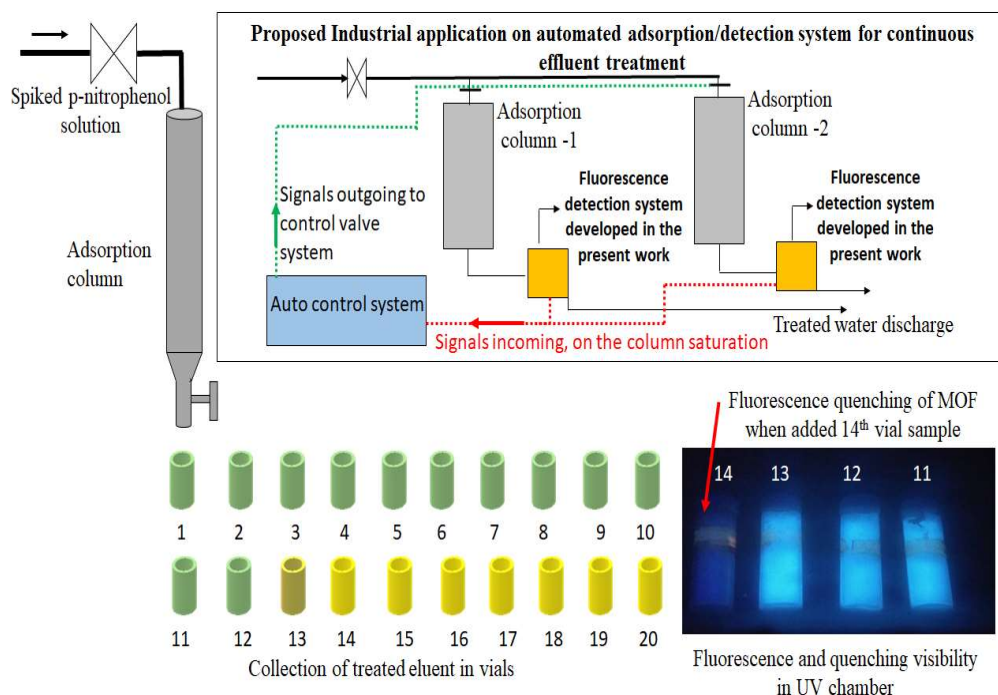 Proposed Industrial application on automated adsorption/detection system for continuous
effluent treatment
Spiked p-nitrophenol
solution
Adsorption
column
Adsorption
column -1
Adsorption
column -2
Fluorescence
detection system
developed in the
present work
Fluorescence
detection system
developed in the
present work
Signals outgoing to
control valve
system
Auto control system
Treated water discharge
Signals incoming, on the column saturation
Fluorescence quenching of MOF
when added 14th vial sample
14 13 12 11
1 2 3 4 5 6 7 8 9 10
11 12 13 14 15 16 17 18 19 20
Collection of treated eluent in vials
Fluorescence and quenching visibility
in UV chamber